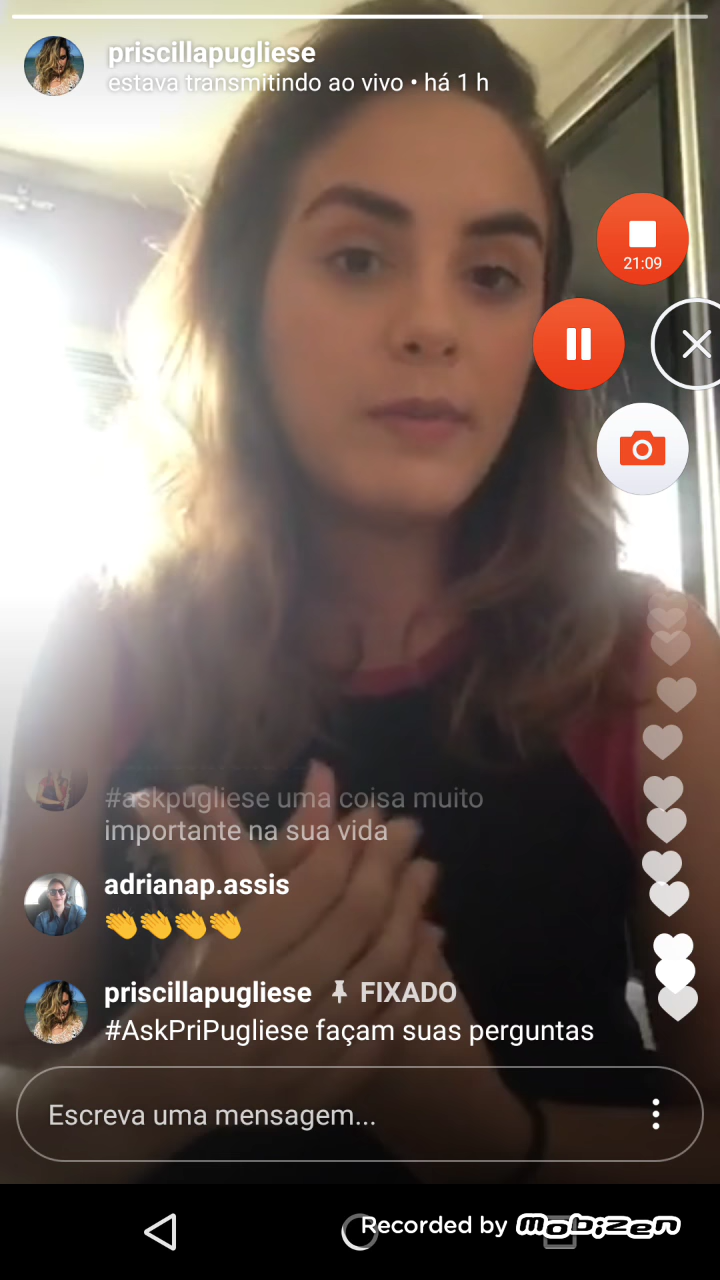 priscillapugliese
estava transmitindo ao vivo • há 1 h
21:09
#askpugliese uma coisa muito
importante na sua vida
adrianap.assis
👏👏👏👏
priscillapugliese FIXADO
#AskPriPugliese façam suas perguntas
Escreva uma mensagem...
Recorded by mobizen